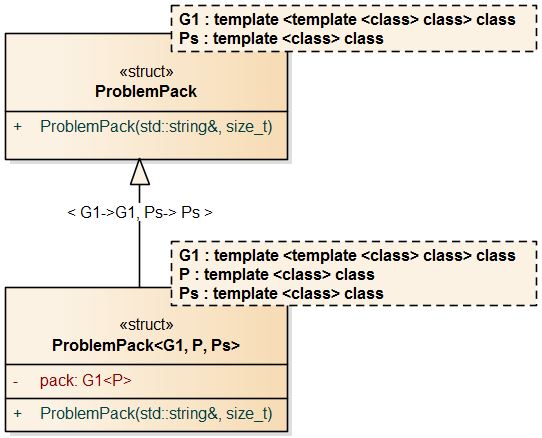 G1 : template <template <class> class> class
Ps : template <class> class
«struct»
ProblemPack
+ ProblemPack(std::string&, size_t)
< G1->G1, Ps-> Ps >
G1 : template <template <class> class> class
P : template <class> class
Ps : template <class> class
«struct»
ProblemPack<G1, P, Ps>
- pack: G1<P>
+ ProblemPack(std::string&, size_t)